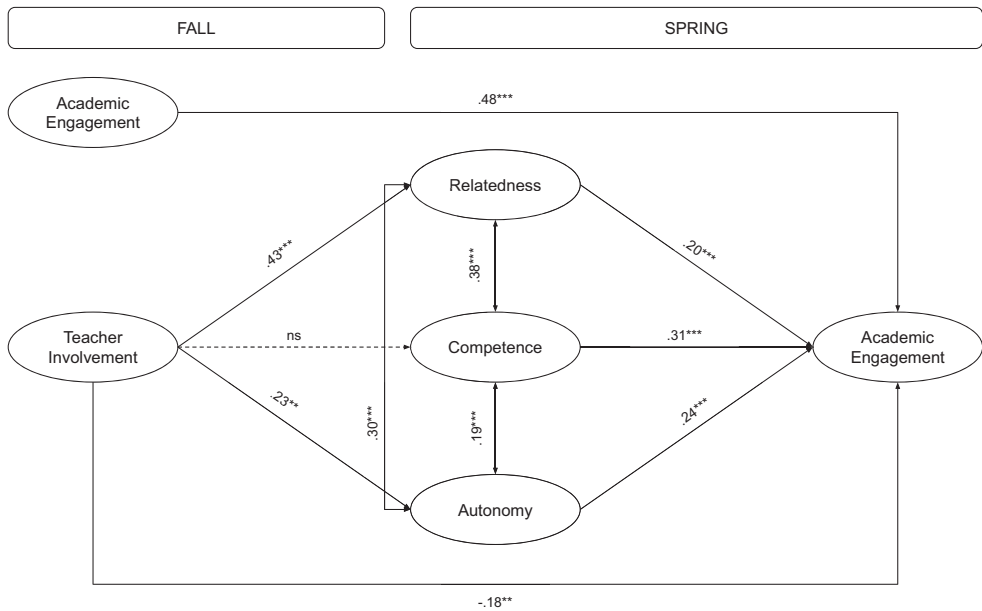 FALL
SPRING
Academic
Engagement
.48***
Relatedness
.43***
.38***
.20***
Teacher
Involvement
ns
Competence
.31***
Academic
Engagement
.23**
.30***
.19***
.24***
Autonomy
-.18**